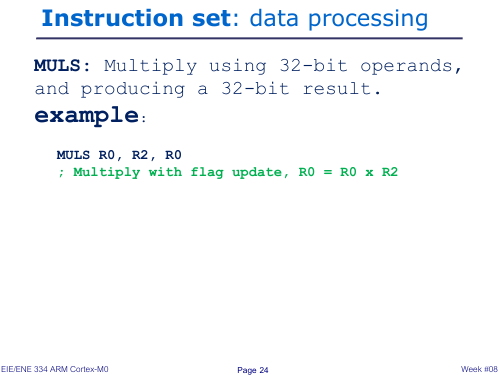 Instruction set: data processing
MULS: Multiply using 32-bit operands,
and producing a 32-bit result.
example:
MULS R0, R2, R0
; Multiply with flag update, R0 = R0 x R2
EIE/ENE 334 ARM Cortex-M0
Page 24
Week #08